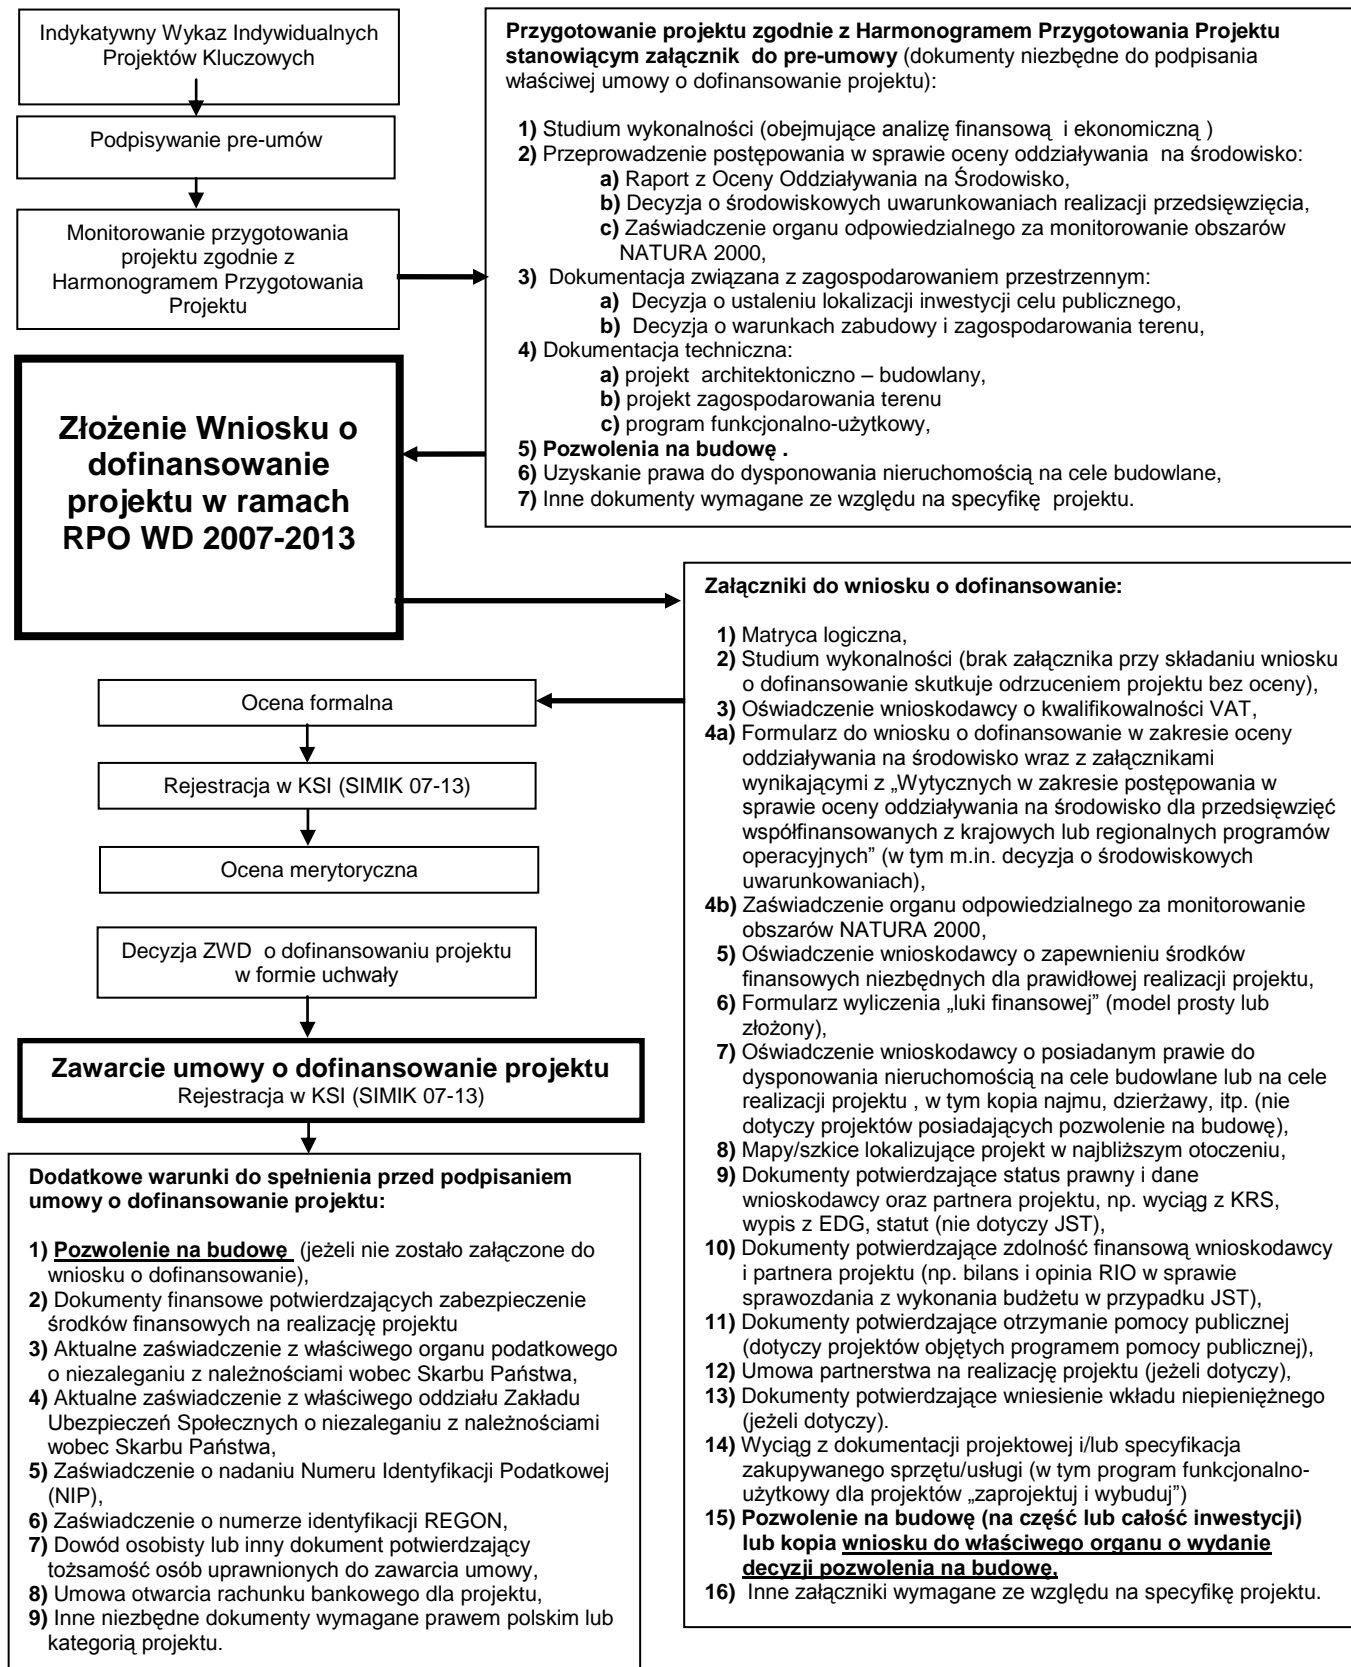 Indykatywny Wykaz Indywidualnych
Projektów Kluczowych
Podpisywanie pre-umów
Monitorowanie przygotowania
projektu zgodnie z
Harmonogramem Przygotowania
Projektu
Przygotowanie projektu zgodnie z Harmonogramem Przygotowania Projektu
stanowiącym załącznik do pre-umowy (dokumenty niezbędne do podpisania
właściwej umowy o dofinansowanie projektu):
1) Studium wykonalności (obejmujące analizę finansową i ekonomiczną )
2) Przeprowadzenie postępowania w sprawie oceny oddziaływania na środowisko:
a) Raport z Oceny Oddziaływania na Środowisko,
b) Decyzja o środowiskowych uwarunkowaniach realizacji przedsięwzięcia,
c) Zaświadczenie organu odpowiedzialnego za monitorowanie obszarów
NATURA 2000,
3) Dokumentacja związana z zagospodarowaniem przestrzennym:
a) Decyzja o ustaleniu lokalizacji inwestycji celu publicznego,
b) Decyzja o warunkach zabudowy i zagospodarowania terenu,
4) Dokumentacja techniczna:
a) projekt architektoniczno – budowlany,
b) projekt zagospodarowania terenu
c) program funkcjonalno-użytkowy,
5) Pozwolenia na budowę .
6) Uzyskanie prawa do dysponowania nieruchomością na cele budowlane,
7) Inne dokumenty wymagane ze względu na specyfikę projektu.
Złożenie Wniosku o
dofinansowanie
projektu w ramach
RPO WD 2007-2013
Załączniki do wniosku o dofinansowanie:
1) Matryca logiczna,
2) Studium wykonalności (brak załącznika przy składaniu wniosku
o dofinansowanie skutkuje odrzuceniem projektu bez oceny),
3) Oświadczenie wnioskodawcy o kwalifikowalności VAT,
4a) Formularz do wniosku o dofinansowanie w zakresie oceny
oddziaływania na środowisko wraz z załącznikami
wynikającymi z „Wytycznych w zakresie postępowania w
sprawie oceny oddziaływania na środowisko dla przedsięwzięć
współfinansowanych z krajowych lub regionalnych programów
operacyjnych” (w tym m.in. decyzja o środowiskowych
uwarunkowaniach),
4b) Zaświadczenie organu odpowiedzialnego za monitorowanie
obszarów NATURA 2000,
5) Oświadczenie wnioskodawcy o zapewnieniu środków
finansowych niezbędnych dla prawidłowej realizacji projektu,
6) Formularz wyliczenia „luki finansowej” (model prosty lub
złożony),
7) Oświadczenie wnioskodawcy o posiadanym prawie do
dysponowania nieruchomością na cele budowlane lub na cele
realizacji projektu , w tym kopia najmu, dzierżawy, itp. (nie
dotyczy projektów posiadających pozwolenie na budowę),
8) Mapy/szkice lokalizujące projekt w najbliższym otoczeniu,
9) Dokumenty potwierdzające status prawny i dane
wnioskodawcy oraz partnera projektu, np. wyciąg z KRS,
wypis z EDG, statut (nie dotyczy JST),
10) Dokumenty potwierdzające zdolność finansową wnioskodawcy
i partnera projektu (np. bilans i opinia RIO w sprawie
sprawozdania z wykonania budżetu w przypadku JST),
11) Dokumenty potwierdzające otrzymanie pomocy publicznej
(dotyczy projektów objętych programem pomocy publicznej),
12) Umowa partnerstwa na realizację projektu (jeżeli dotyczy),
13) Dokumenty potwierdzające wniesienie wkładu niepieniężnego
(jeżeli dotyczy).
14) Wyciąg z dokumentacji projektowej i/lub specyfikacja
zakupywanego sprzętu/usługi (w tym program funkcjonalno-
użytkowy dla projektów „zaprojektuj i wybuduj”)
15) Pozwolenie na budowę (na część lub całość inwestycji)
lub kopia wniosku do właściwego organu o wydanie
decyzji pozwolenia na budowę,
16) Inne załączniki wymagane ze względu na specyfikę projektu.
Ocena formalna
Rejestracja w KSI (SIMIK 07-13)
Ocena merytoryczna
Decyzja ZWD o dofinansowaniu projektu
w formie uchwały
Zawarcie umowy o dofinansowanie projektu
Rejestracja w KSI (SIMIK 07-13)
Dodatkowe warunki do spełnienia przed podpisaniem
umowy o dofinansowanie projektu:
1) Pozwolenie na budowę (jeżeli nie zostało załączone do
wniosku o dofinansowanie),
2) Dokumenty finansowe potwierdzających zabezpieczenie
środków finansowych na realizację projektu
3) Aktualne zaświadczenie z właściwego organu podatkowego
o niezaleganiu z należnościami wobec Skarbu Państwa,
4) Aktualne zaświadczenie z właściwego oddziału Zakładu
Ubezpieczeń Społecznych o niezaleganiu z należnościami
wobec Skarbu Państwa,
5) Zaświadczenie o nadaniu Numeru Identyfikacji Podatkowej
(NIP),
6) Zaświadczenie o numerze identyfikacji REGON,
7) Dowód osobisty lub inny dokument potwierdzający
tożsamość osób uprawnionych do zawarcia umowy,
8) Umowa otwarcia rachunku bankowego dla projektu,
9) Inne niezbędne dokumenty wymagane prawem polskim lub
kategorią projektu.